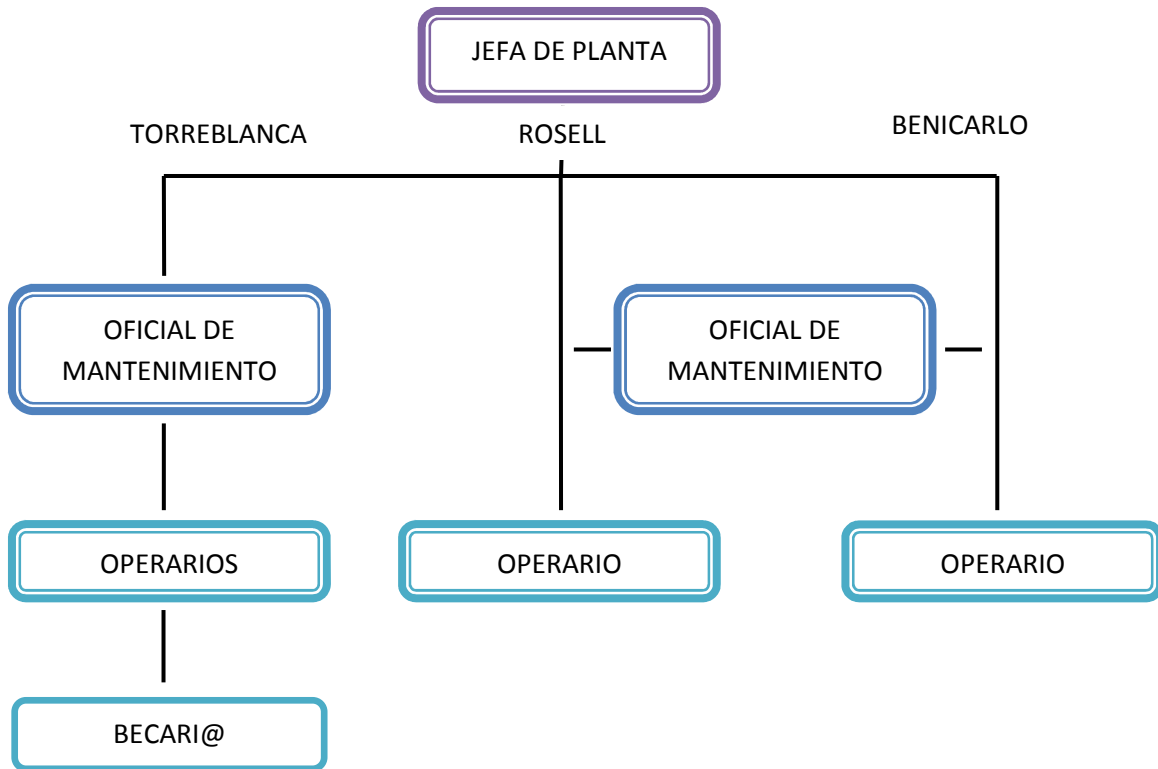 JEFA DE PLANTA
TORREBLANCA
ROSELL
BENICARLO
OFICIAL DE
MANTENIMIENTO
OFICIAL DE
MANTENIMIENTO
OPERARIOS
OPERARIO
OPERARIO
BECARI@